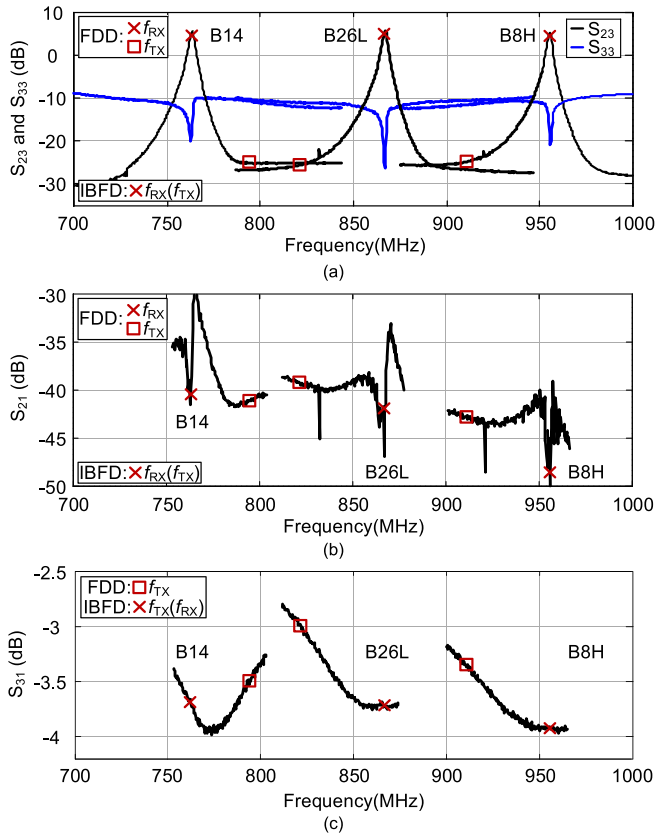 10
0
-10
-20
-30
S23 and S33 (dB)
FDD: fRX
fTX
B14
B26L
B8H
S23
S33
IBFD: fRX(fTX)
700 750 800 850 900 950 1000
Frequency(MHz)
(a)
-30
-35
-40
-45
-50
S21 (dB)
FDD: fRX
fTX
B14
B26L
B8H
IBFD: fRX(fTX)
700 750 800 850 900 950 1000
Frequency(MHz)
(b)
-2.5
-3
-3.5
-4
S31 (dB)
FDD: fTX
IBFD: fTX(fRX)
B14
B26L
B8H
700 750 800 850 900 950 1000
Frequency(MHz)
(c)